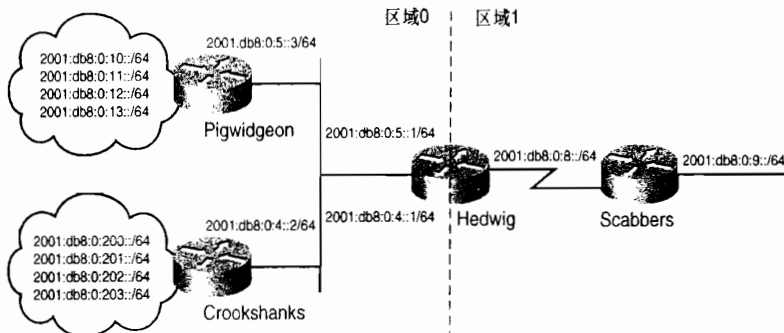 区域0
区域1
2001:db8:0:10::/64
2001:db8:0:11::/64
2001:db8:0:12::/64
2001:db8:0:13::/64
2001:db8:0:5::3/64
Pigwidgeon
2001:db8:0:5::1/64
2001:db8:0:4::1/64
Hedwig
2001:db8:0:8::/64
Scabbers
2001:db8:0:9::/64
2001:db8:0:200::/64
2001:db8:0:201::/64
2001:db8:0:202::/64
2001:db8:0:203::/64
2001:db8:0:4::2/64
Crookshanks